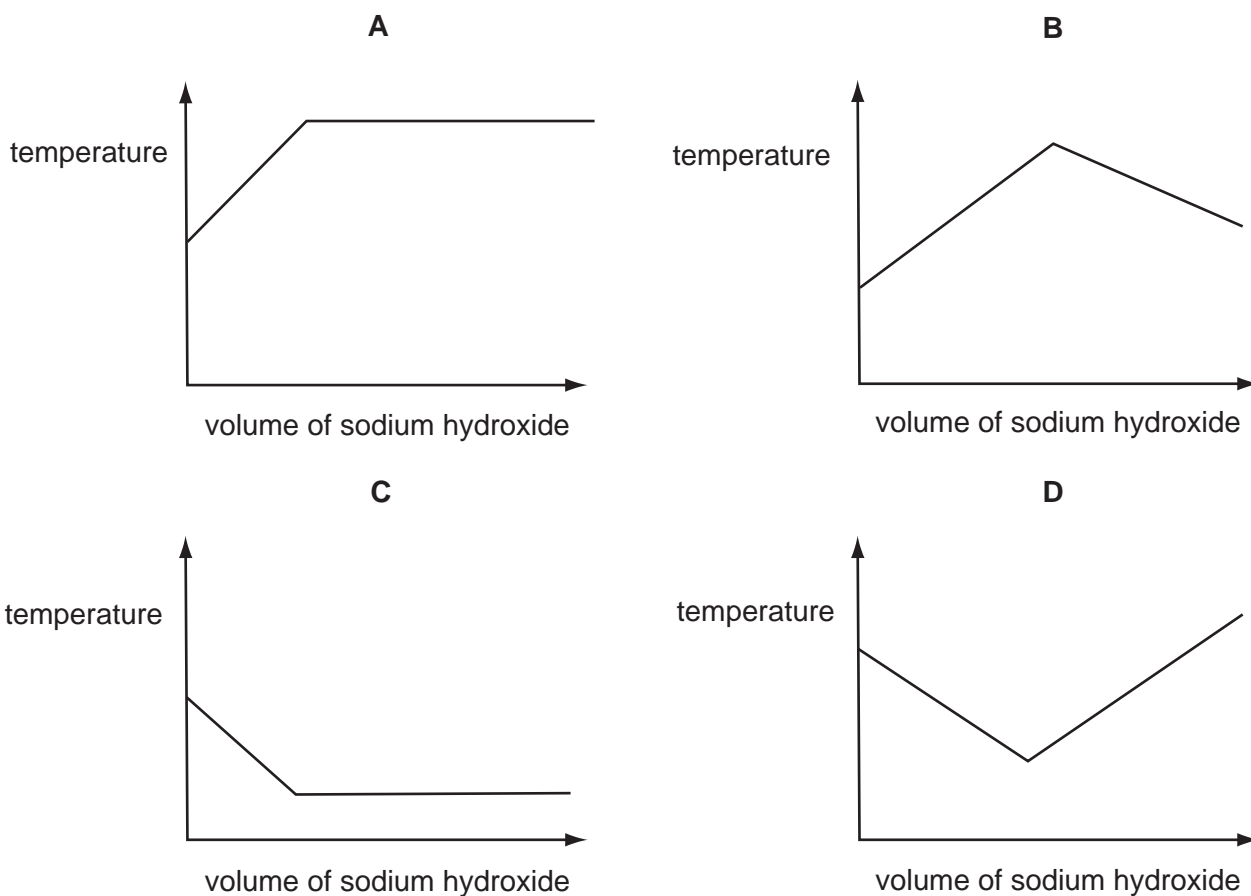 A
temperature
volume of sodium hydroxide
B
temperature
volume of sodium hydroxide
C
temperature
volume of sodium hydroxide
D
temperature
volume of sodium hydroxide